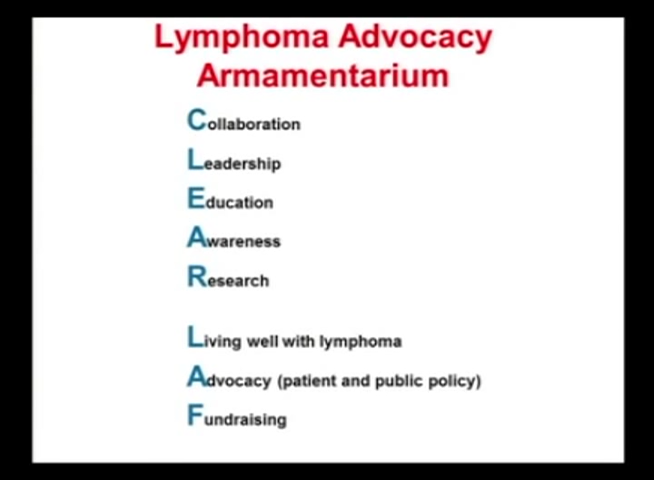 Lymphoma Advocacy
Armamentarium
Collaboration
Leadership
Education
Awareness
Research
Living well with lymphoma
Advocacy (patient and public policy)
Fundraising